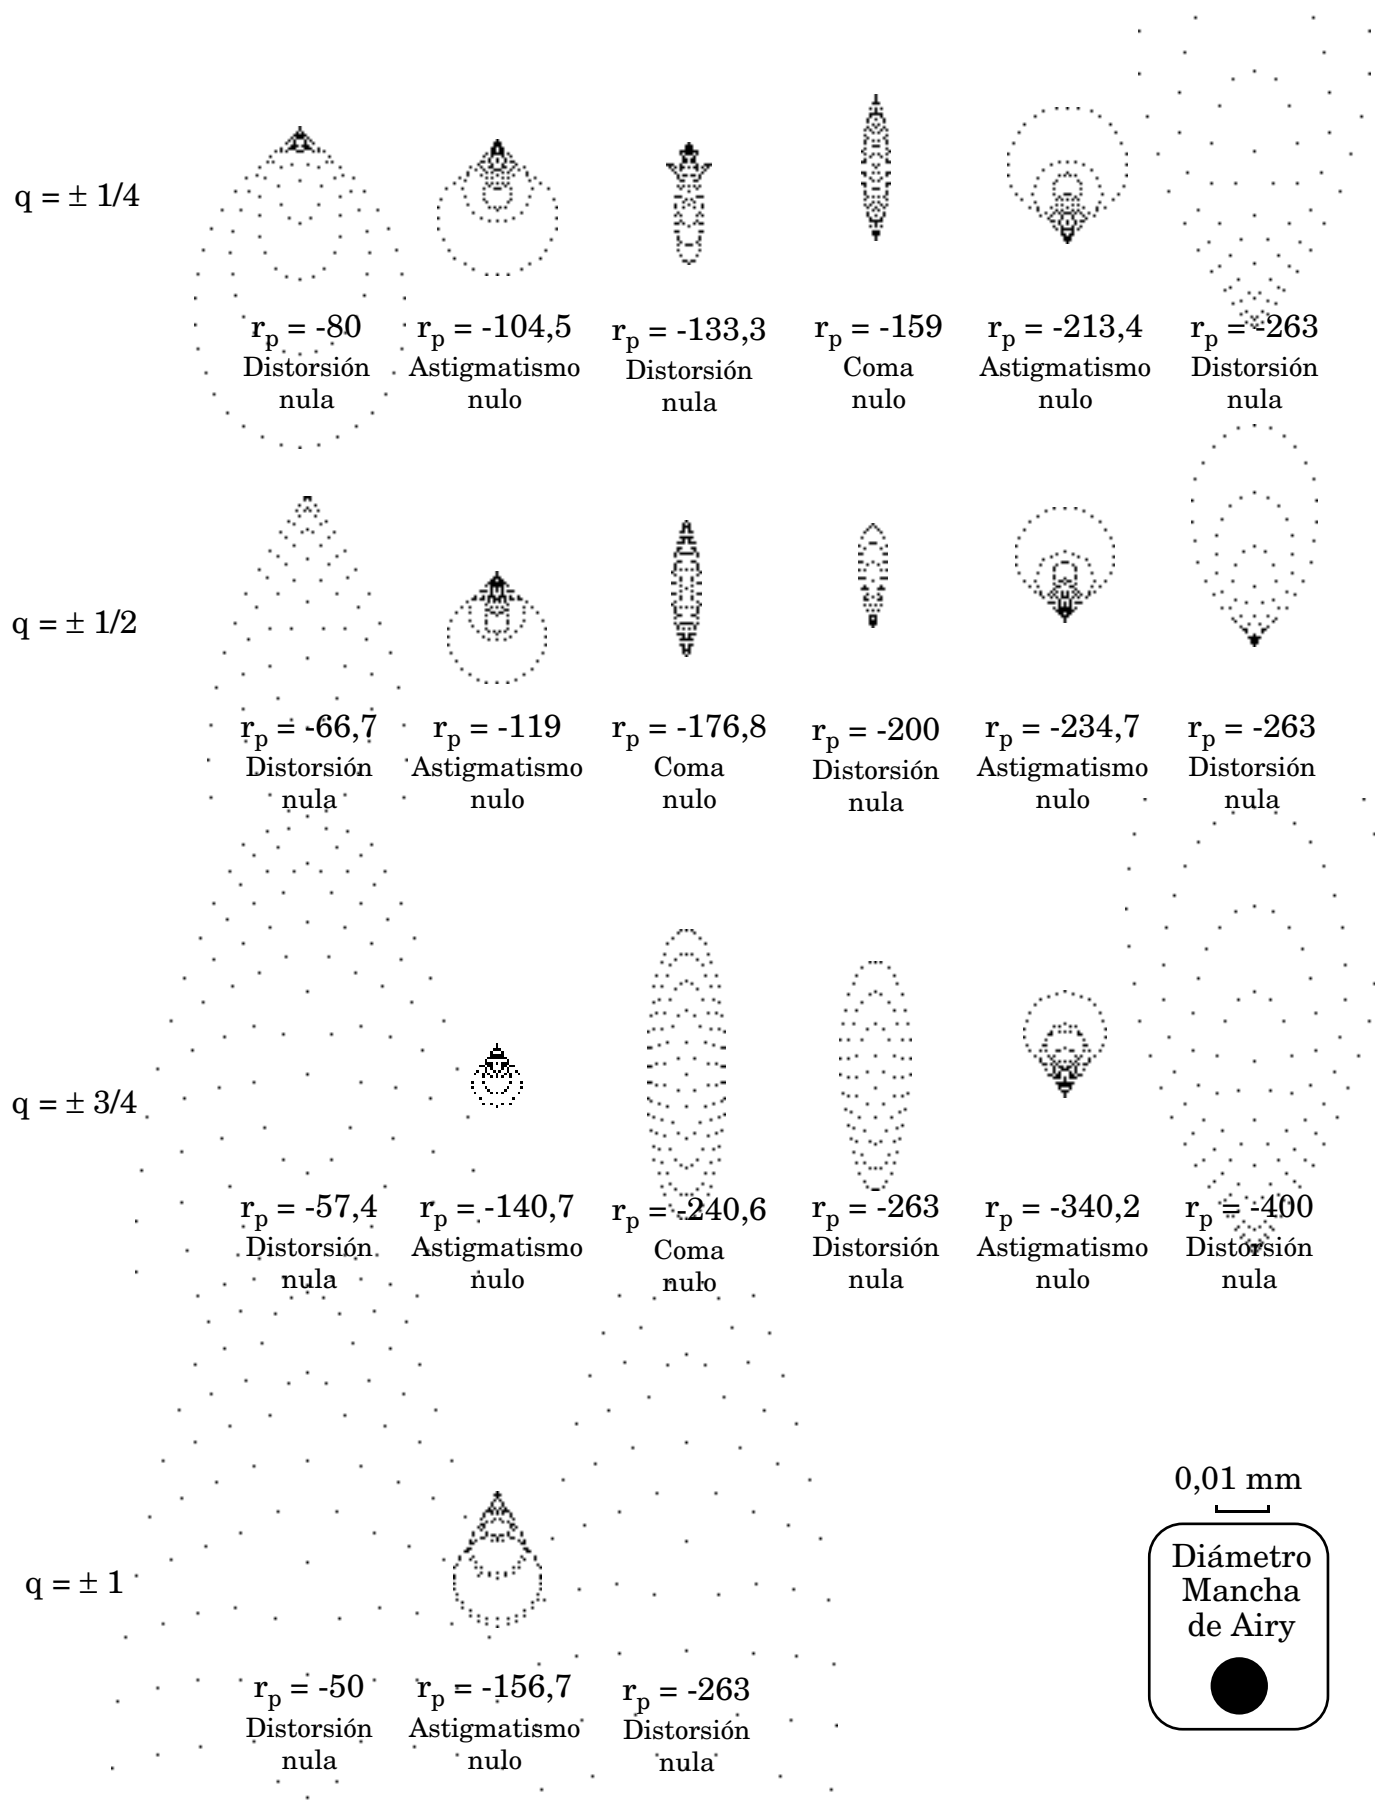 q = ± 1/4
r_p = -80
Distorsión
nula
r_p = -104,5
Astigmatismo
nulo
r_p = -133,3
Distorsión
nula
r_p = -159
Coma
nulo
r_p = -213,4
Astigmatismo
nulo
r_p = -263
Distorsión
nula
q = ± 1/2
r_p = -66,7
Distorsión
nula
r_p = -119
Astigmatismo
nulo
r_p = -176,8
Coma
nulo
r_p = -200
Distorsión
nula
r_p = -234,7
Astigmatismo
nulo
r_p = -263
Distorsión
nula
q = ± 3/4
r_p = -57,4
Distorsión
nula
r_p = -140,7
Astigmatismo
nulo
r_p = -240,6
Coma
nulo
r_p = -263
Distorsión
nula
r_p = -340,2
Astigmatismo
nulo
r_p = -400
Distorsión
nula
q = ± 1
r_p = -50
Distorsión
nula
r_p = -156,7
Astigmatismo
nulo
r_p = -263
Distorsión
nula
0,01 mm
Diámetro
Mancha
de Airy